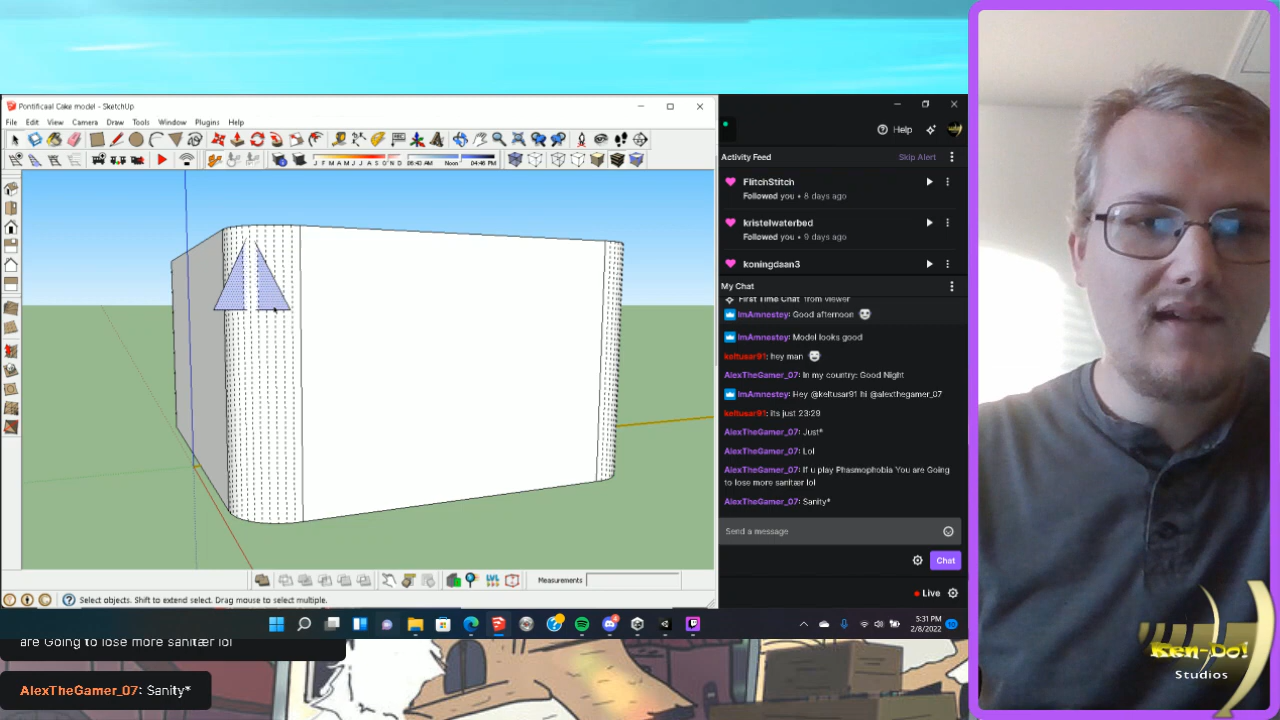 Pontificaal Cake model - SketchUp
File Edit View Camera Draw Tools Window Plugins Help
J F M A M J J A S O N D 06:43 AM Noon 04:46 PM
Measurements
Select objects. Shift to extend select. Drag mouse to select multiple.
Help
Activity Feed
Skip Alert
FlitchStitch
Followed you • 8 days ago
kristelwaterbed
Followed you • 9 days ago
koningdaan3
My Chat
First Time Chat from viewer
ImAmnestey: Good afternoon
ImAmnestey: Model looks good
keltusar91: hey man
AlexTheGamer_07: In my country: Good Night
ImAmnestey: Hey @keltusar91 hi @alexthegamer_07
keltusar91: its just 23:29
AlexTheGamer_07: Just*
AlexTheGamer_07: Lol
AlexTheGamer_07: If u play Phasmophobia You are Going
to lose more sanitær lol
AlexTheGamer_07: Sanity*
Send a message
Chat
Live
5:31 PM
2/8/2022
are Going to lose more sanitær lol
AlexTheGamer_07: Sanity*
Ken-Do!
Studios